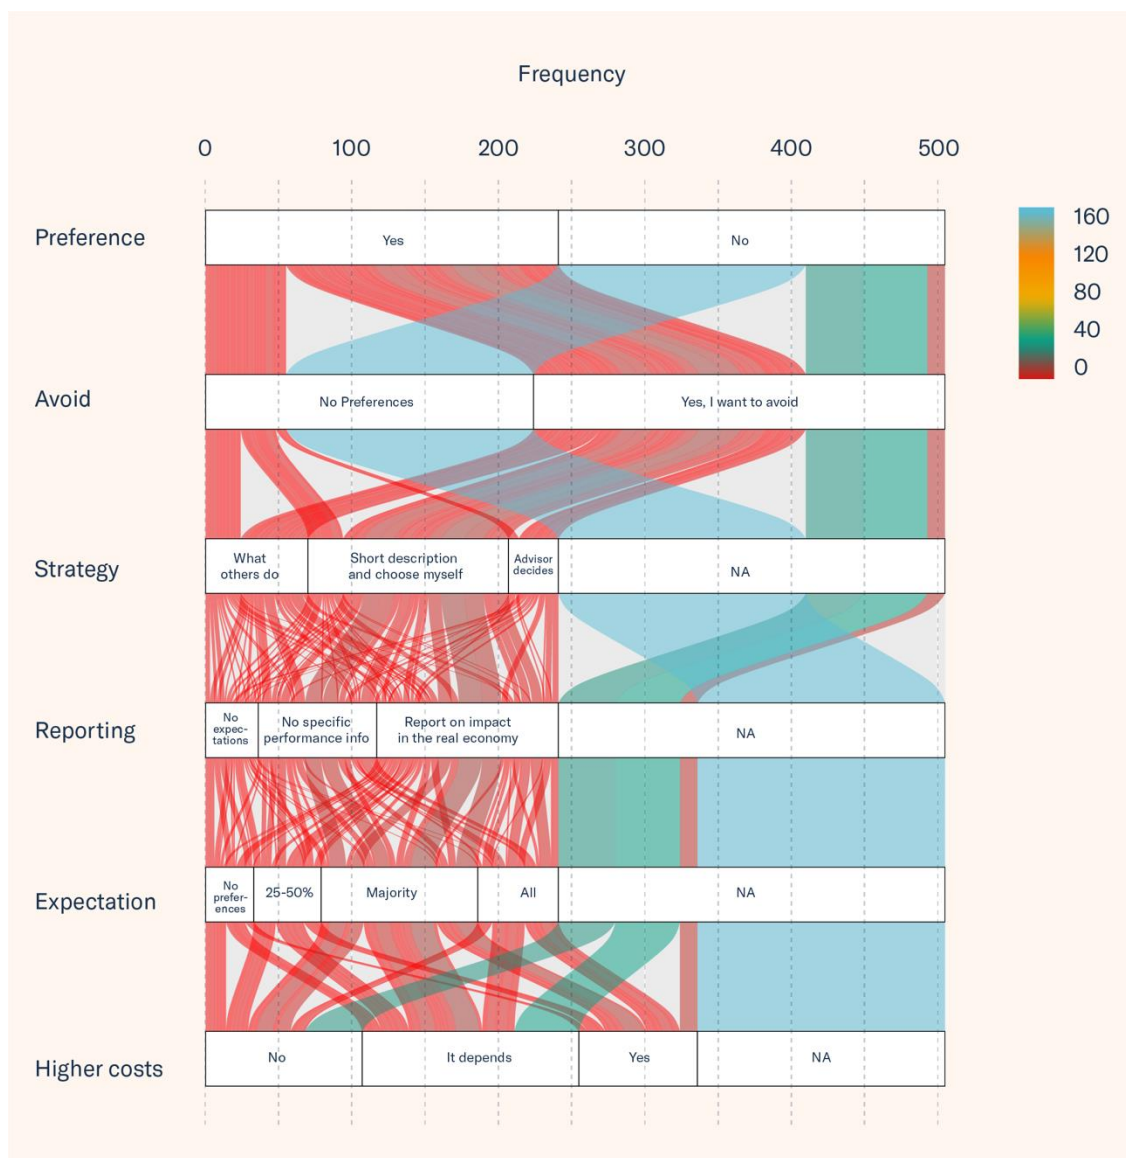 Frequency
0 100 200 300 400 500
Preference
Yes
No
160
120
80
40
0
Avoid
No Preferences
Yes, I want to avoid
Strategy
What
others do
Short description
and choose myself
Advisor
decides
NA
Reporting
No
expec-
tations
No specific
performance info
Report on impact
in the real economy
NA
Expectation
No
prefer-
ences
25-50%
Majority
All
NA
Higher costs
No
It depends
Yes
NA